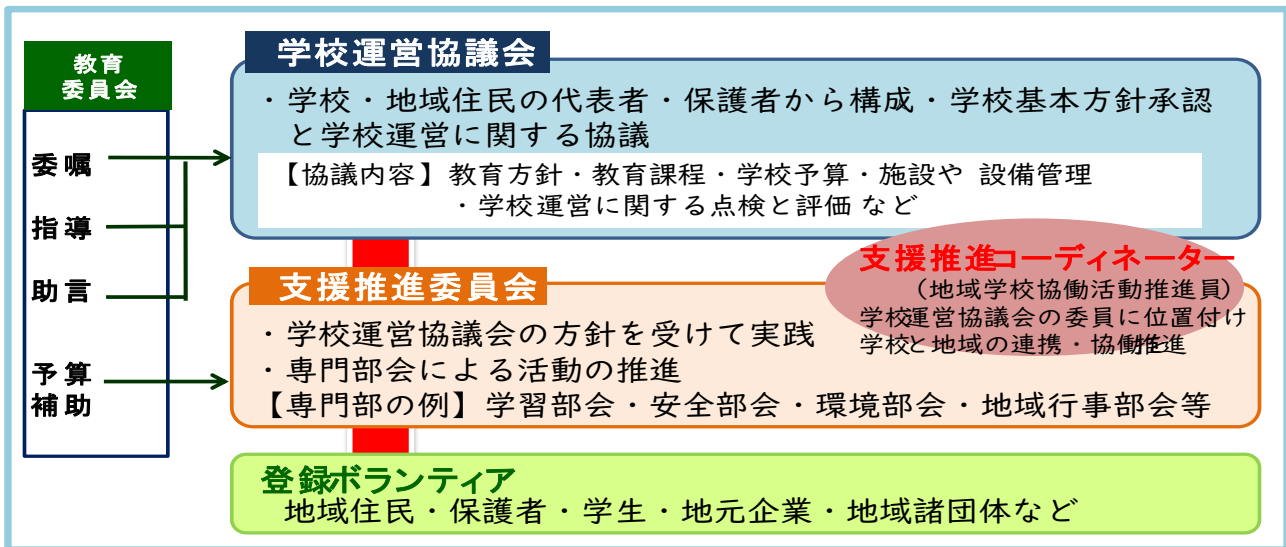 教育
委員会
委嘱
指導
助言
予算
補助
学校運営協議会
・学校・地域住民の代表者・保護者から構成・学校基本方針承認
と学校運営に関する協議
【協議内容】教育方針・教育課程・学校予算・施設や 設備管理
・学校運営に関する点検と評価 など
支援推進コーディネーター
（地域学校協働活動推進員）
学校運営協議会の委員に位置付け
学校と地域の連携・協働を推進
支援推進委員会
・学校運営協議会の方針を受けて実践
・専門部会による活動の推進
【専門部の例】学習部会・安全部会・環境部会・地域行事部会等
登録ボランティア
地域住民・保護者・学生・地元企業・地域諸団体など